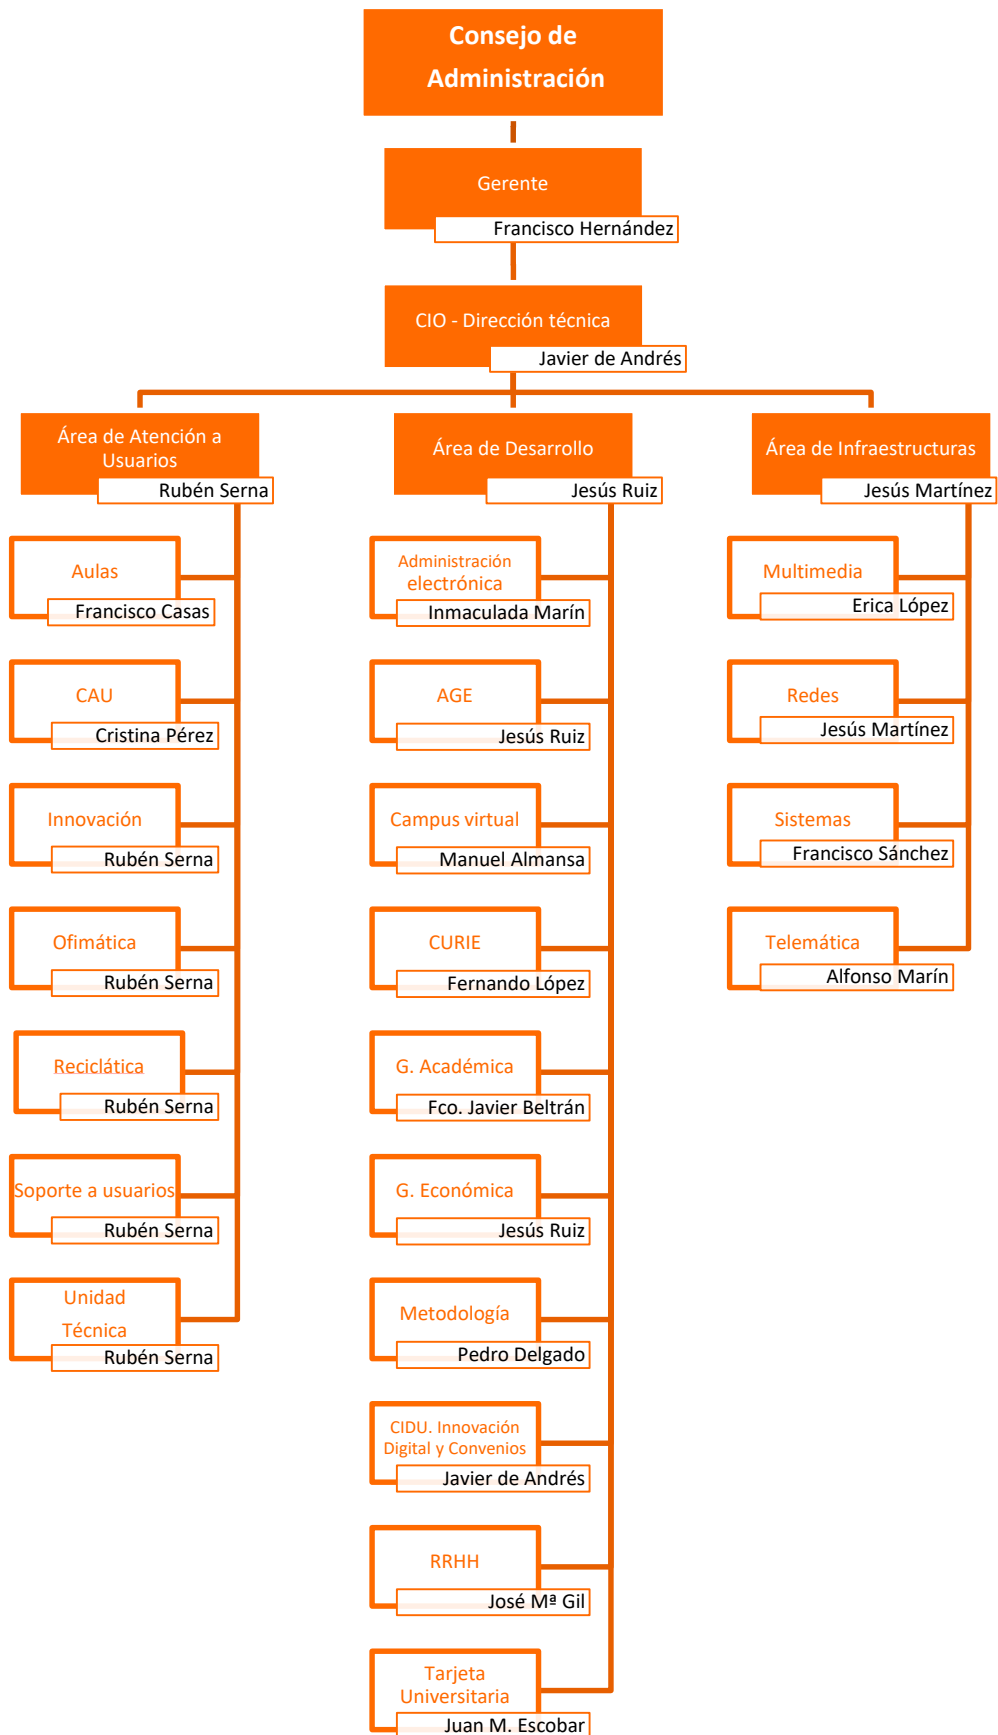 Consejo de
Administración
Gerente
Francisco Hernández
CIO - Dirección técnica
Javier de Andrés
Área de Atención a
Usuarios
Rubén Serna
Aulas
Francisco Casas
CAU
Cristina Pérez
Innovación
Rubén Serna
Ofimática
Rubén Serna
Reciclática
Rubén Serna
Soporte a usuarios
Rubén Serna
Unidad
Técnica
Rubén Serna
Área de Desarrollo
Jesús Ruiz
Administración
electrónica
Inmaculada Marín
AGE
Jesús Ruiz
Campus virtual
Manuel Almansa
CURIE
Fernando López
G. Académica
Fco. Javier Beltrán
G. Económica
Jesús Ruiz
Metodología
Pedro Delgado
CIDU. Innovación
Digital y Convenios
Javier de Andrés
RRHH
José Mª Gil
Tarjeta
Universitaria
Juan M. Escobar
Área de Infraestructuras
Jesús Martínez
Multimedia
Erica López
Redes
Jesús Martínez
Sistemas
Francisco Sánchez
Telemática
Alfonso Marín